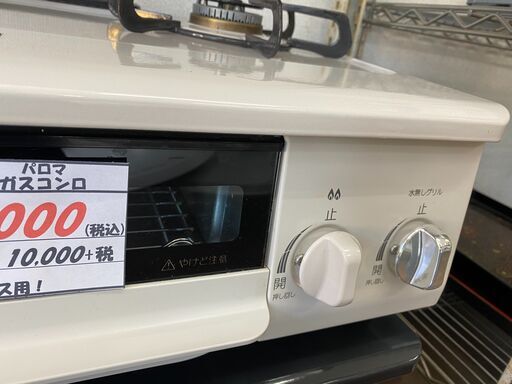 パロマ
ガスコンロ
000(税込)
10,000+税
ス用！
⚠やけど注意
止
開
押し回し
水無しグリル
止
開
押し回し